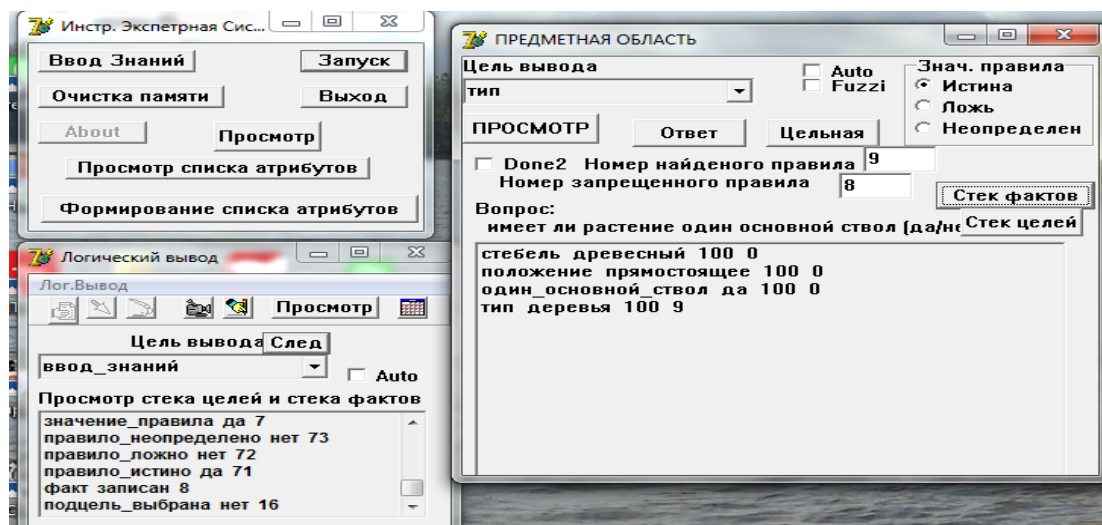 Инстр. Экспетрная Сис...
Ввод Знаний
Запуск
Очистка памяти
Выход
About
Просмотр
Просмотр списка атрибутов
Формирование списка атрибутов
Логический вывод
Лог.Вывод
Просмотр
Цель вывода
След
ввод_знаний
Auto
Просмотр стека целей и стека фактов
значение_правила да 7
правило_неопределено нет 73
правило_ложно нет 72
правило_истино да 71
факт записан 8
подцель_выбрана нет 16
ПРЕДМЕТНАЯ ОБЛАСТЬ
Цель вывода
тип
Auto
Fuzzi
Знач. правила
Истина
Ложь
Неопределен
ПРОСМОТР
Ответ
Цельная
Done2 Номер найденого правила 9
Номер запрещенного правила 8
Стек фактов
Вопрос:
имеет ли растение один основной ствол (да/не
Стек целей
стебель древесный 100 0
положение прямостоящее 100 0
один_основной_ствол да 100 0
тип деревья 100 9